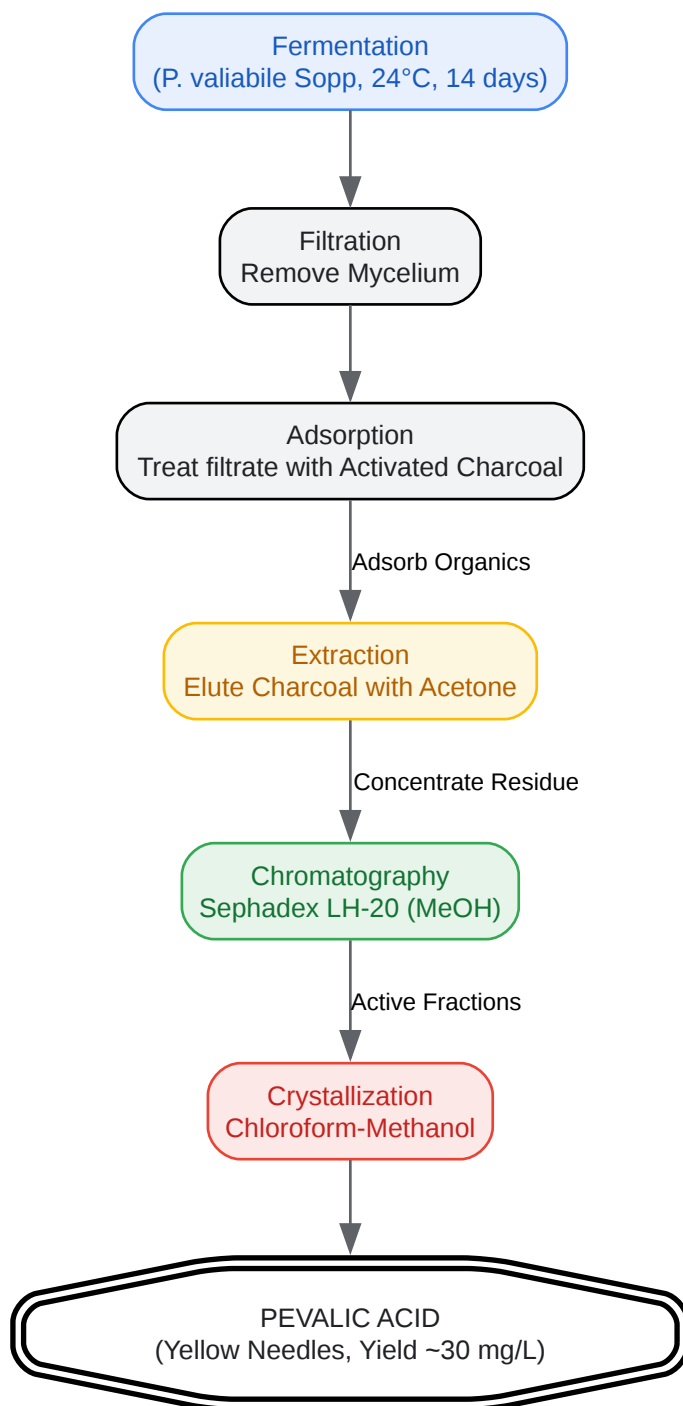 Fermentation
(P. valiabile Sopp, 24°C, 14 days)
Filtration
Remove Mycelium
Adsorption
Treat filtrate with Activated Charcoal
Adsorb Organics
Extraction
Elute Charcoal with Acetone
Concentrate Residue
Chromatography
Sephadex LH-20 (MeOH)
Active Fractions
Crystallization
Chloroform-Methanol
PEVALIC ACID
(Yellow Needles, Yield ~30 mg/L)